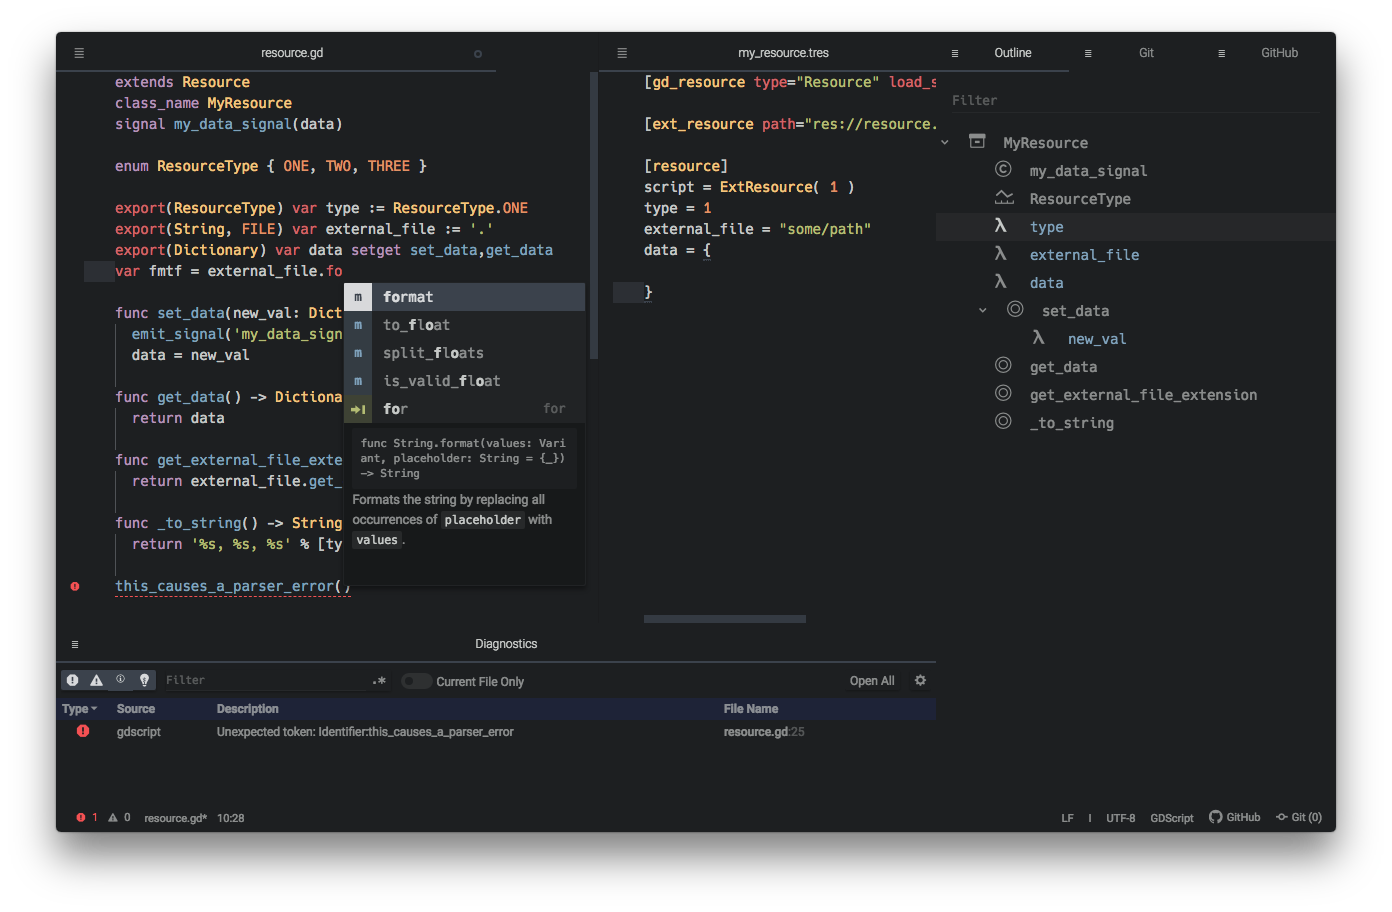 resource.gd
extends Resource
class_name MyResource
signal my_data_signal(data)
enum ResourceType { ONE, TWO, THREE }
export(ResourceType) var type := ResourceType.ONE
export(String, FILE) var external_file := '.'
export(Dictionary) var data setget set_data,get_data
var fmtf = external_file.fo
func set_data(new_val: Dict
emit_signal('my_data_sign
data = new_val
func get_data() -> Dictiona
return data
func get_external_file_exte
return external_file.get_
func _to_string() -> String
return '%s, %s, %s' % [ty
this_causes_a_parser_error()
m format
m to_float
m split_floats
m is_valid_float
for for
func String.format(values: Vari
ant, placeholder: String = {_})
-> String
Formats the string by replacing all
occurrences of placeholder with
values.
my_resource.tres
[gd_resource type="Resource" load_s
[ext_resource path="res://resource.
[resource]
script = ExtResource( 1 )
type = 1
external_file = "some/path"
data = {
}
Outline Git GitHub
Filter
MyResource
my_data_signal
ResourceType
λ type
λ external_file
λ data
set_data
λ new_val
get_data
get_external_file_extension
_to_string
Diagnostics
Filter .* Current File Only Open All
Type Source Description File Name
gdscript Unexpected token: Identifier:this_causes_a_parser_error resource.gd:25
1 0 resource.gd* 10:28 LF I UTF-8 GDScript GitHub Git (0)